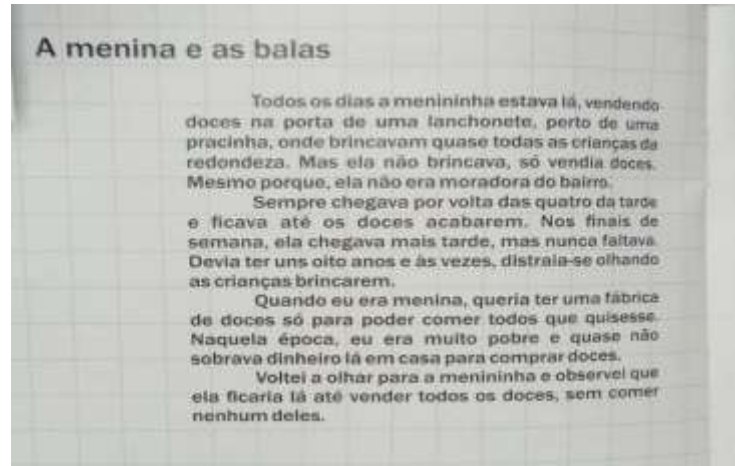 A menina e as balas
Todos os dias a menininha estava lá, vendendo
doces na porta de uma lanchonete, perto de uma
pracinha, onde brincavam quase todas as crianças da
redondeza. Mas ela não brincava, só vendia doces.
Mesmo porque, ela não era moradora do bairro.
Sempre chegava por volta das quatro da tarde
e ficava até os doces acabarem. Nos finais de
semana, ela chegava mais tarde, mas nunca faltava.
Devia ter uns oito anos e às vezes, distraía-se olhando
as crianças brincarem.
Quando eu era menina, queria ter uma fábrica
de doces só para poder comer todos que quisesse.
Naquela época, eu era muito pobre e quase não
sobrava dinheiro lá em casa para comprar doces.
Voltei a olhar para a menininha e observei que
ela ficaria lá até vender todos os doces, sem comer
nenhum deles.